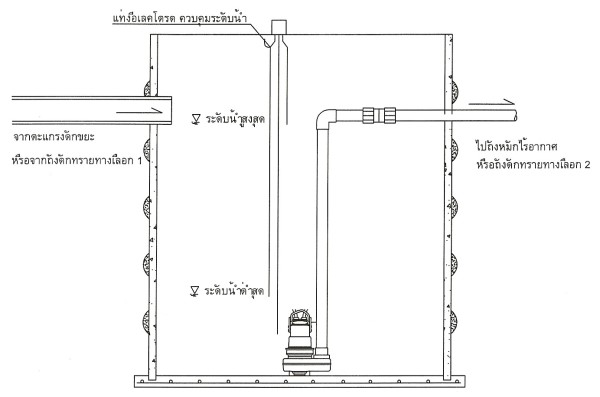 แท่งอีเลคโตรด ควบคุมระดับน้ำ
ระดับน้ำสูงสุด
จากตะแกรงดักขยะ
หรือจากถังดักทรายทางเลือก 1
ไปถังหมักไร้อากาศ
หรือถังดักทรายทางเลือก 2
ระดับน้ำต่ำสุด